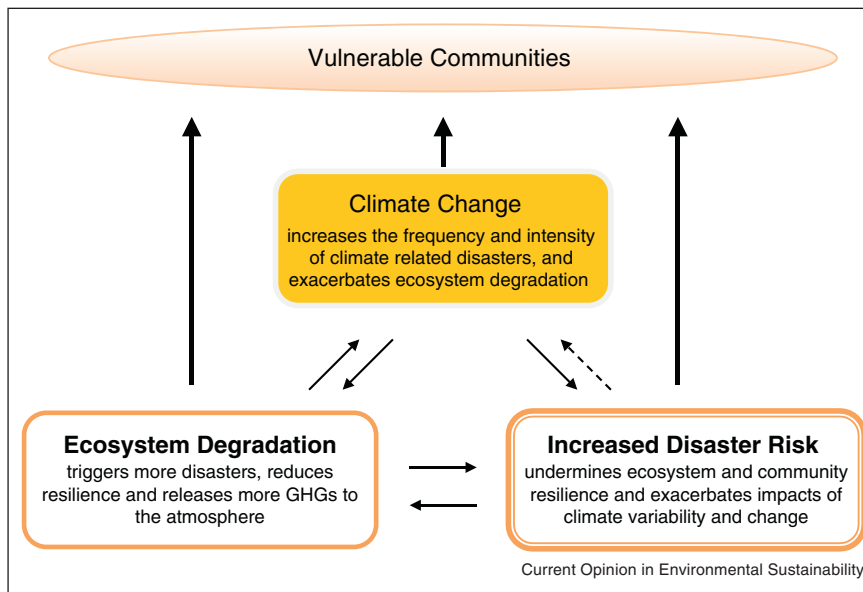 Vulnerable Communities
Climate Change
increases the frequency and intensity
of climate related disasters, and
exacerbates ecosystem degradation
Ecosystem Degradation
triggers more disasters, reduces
resilience and releases more GHGs to
the atmosphere
Increased Disaster Risk
undermines ecosystem and community
resilience and exacerbates impacts of
climate variability and change
Current Opinion in Environmental Sustainability